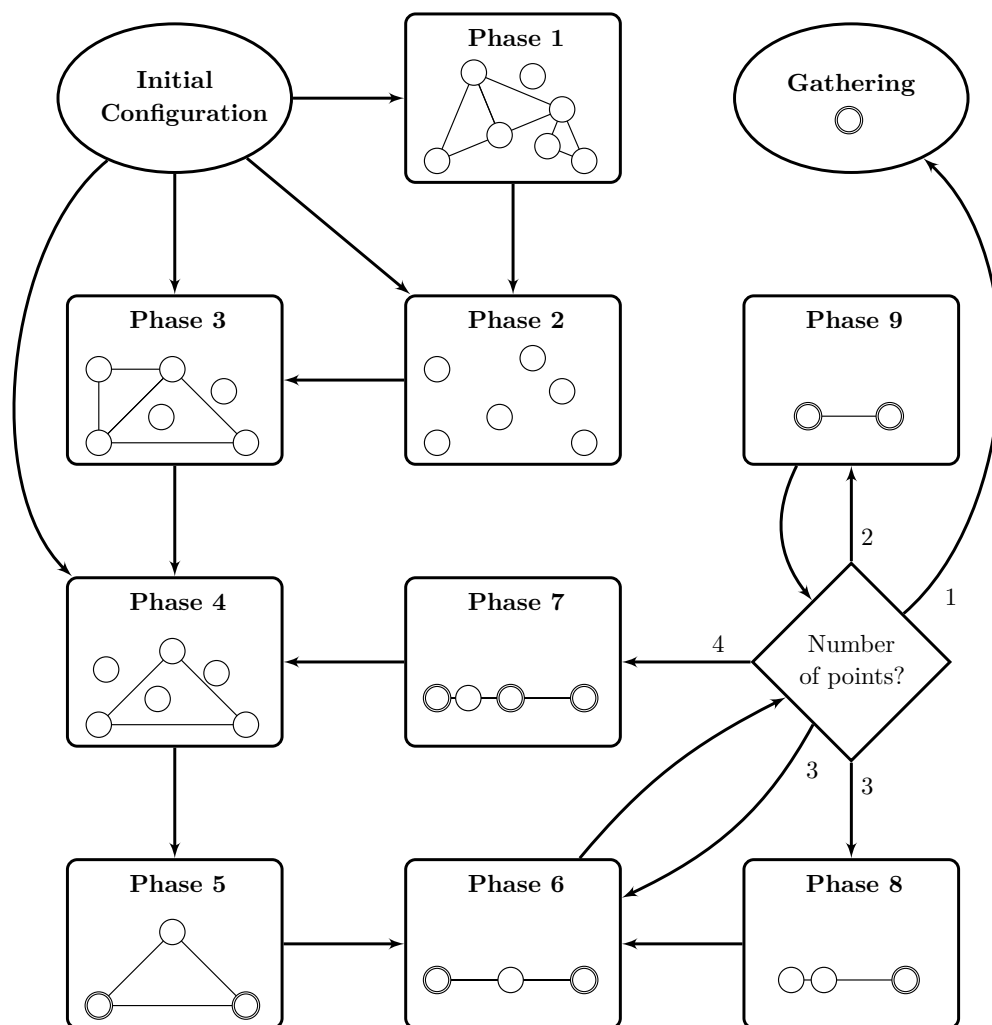 Initial
Configuration
Phase 1
Gathering
Phase 3
Phase 2
Phase 9
2
1
Phase 4
Phase 7
4
Number
of points?
3
3
Phase 5
Phase 6
Phase 8